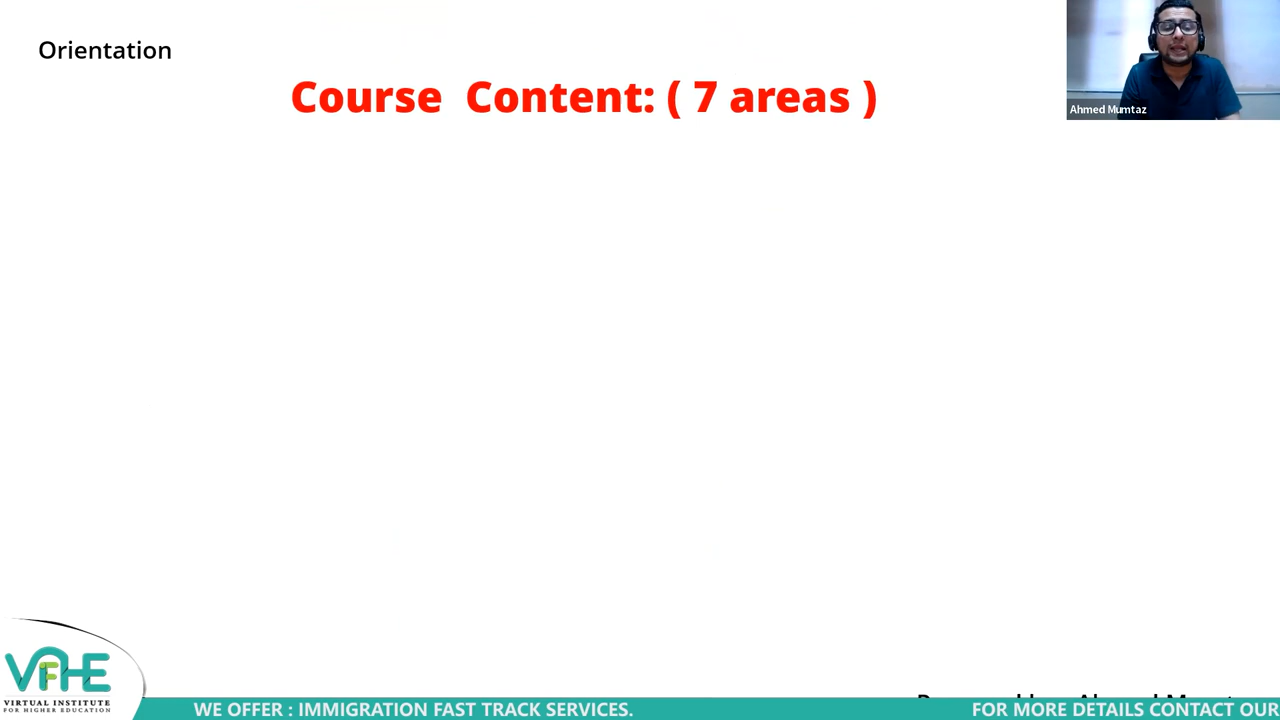 Orientation
Course Content: ( 7 areas )
Ahmed Mumtaz
VFHE
VIRTUAL INSTITUTE
FOR HIGHER EDUCATION
WE OFFER : IMMIGRATION FAST TRACK SERVICES.
FOR MORE DETAILS CONTACT OUR